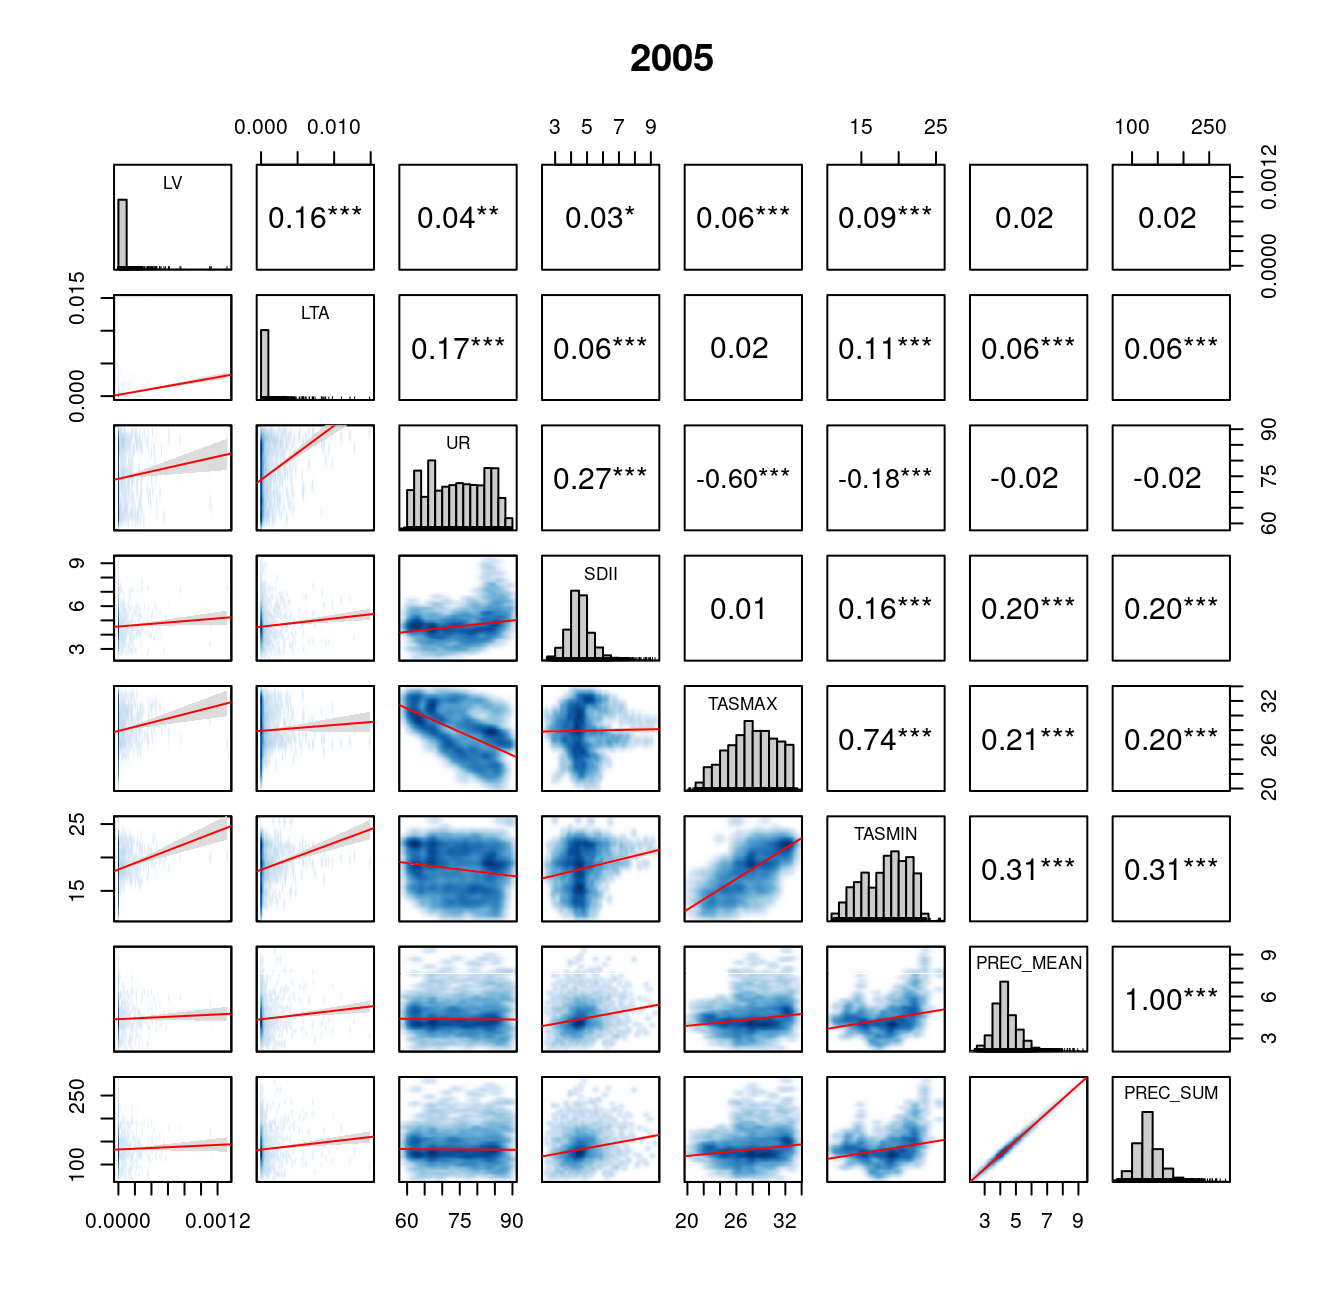 2005
0.000 0.010 3 5 7 9 15 25 100 250
LV 0.16*** 0.04** 0.03* 0.06*** 0.09*** 0.02 0.02 0.0000 0.0012
0.000 0.015 LTA 0.17*** 0.06*** 0.02 0.11*** 0.06*** 0.06***
UR 0.27*** -0.60*** -0.18*** -0.02 -0.02 60 75 90
3 6 9 SDII 0.01 0.16*** 0.20*** 0.20***
TASMAX 0.74*** 0.21*** 0.20*** 20 26 32
15 25 TASMIN 0.31*** 0.31***
PREC_MEAN 1.00*** 3 6 9
100 250 PREC_SUM
0.0000 0.0012 60 75 90 20 26 32 3 5 7 9